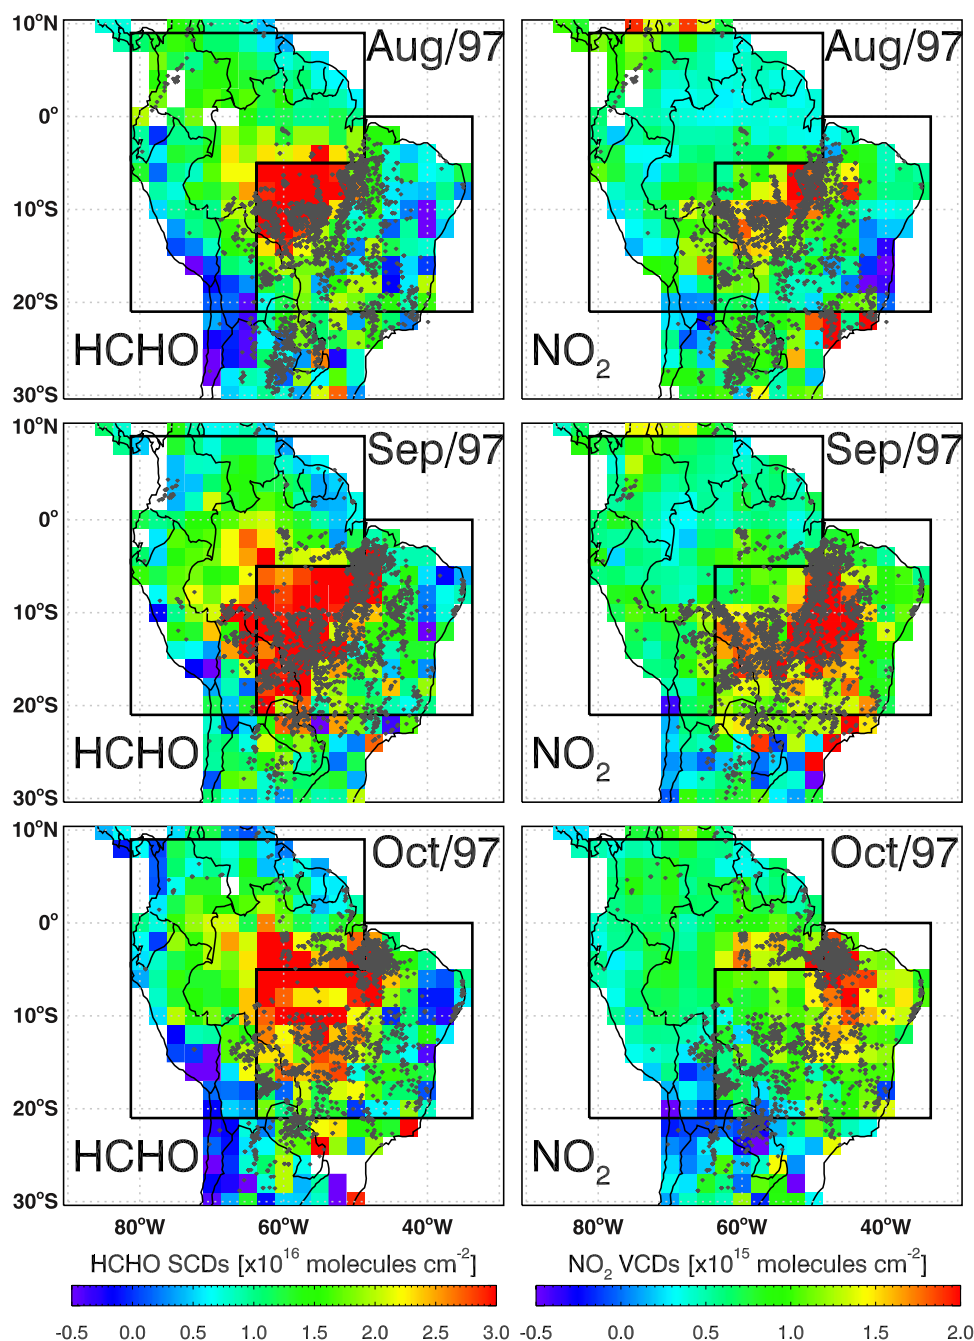 10°N
Aug/97
Aug/97
0°
10°S
20°S
HCHO
NO2
30°S
10°N
Sep/97
Sep/97
0°
10°S
20°S
HCHO
NO2
30°S
10°N
Oct/97
Oct/97
0°
10°S
20°S
HCHO
NO2
30°S
80°W 60°W 40°W 80°W 60°W 40°W
HCHO SCDs [x10^16 molecules cm^-2] NO2 VCDs [x10^15 molecules cm^-2]
-0.5 0.0 0.5 1.0 1.5 2.0 2.5 3.0 -0.5 0.0 0.5 1.0 1.5 2.0